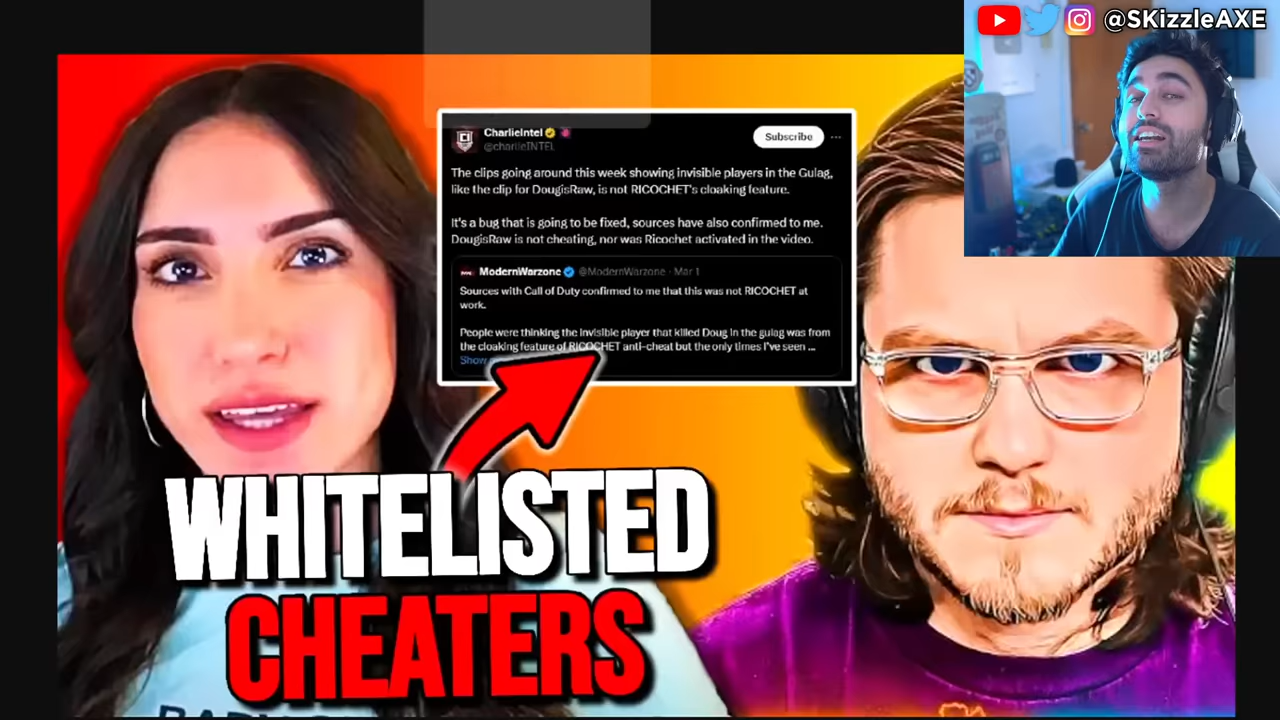 @SKizzleAXE
CharlieIntel
@charlieINTEL
Subscribe
The clips going around this week showing invisible players in the Gulag,
like the clip for DougisRaw, is not RICOCHET's cloaking feature.
It's a bug that is going to be fixed, sources have also confirmed to me.
DougisRaw is not cheating, nor was Ricochet activated in the video.
ModernWarzone @ModernWarzone · Mar 1
Sources with Call of Duty confirmed to me that this was not RICOCHET at
work.
People were thinking the invisible player that killed Doug in the gulag was from
the cloaking feature of RICOCHET anti-cheat but the only times I've seen ...
Show
WHITELISTED
CHEATERS